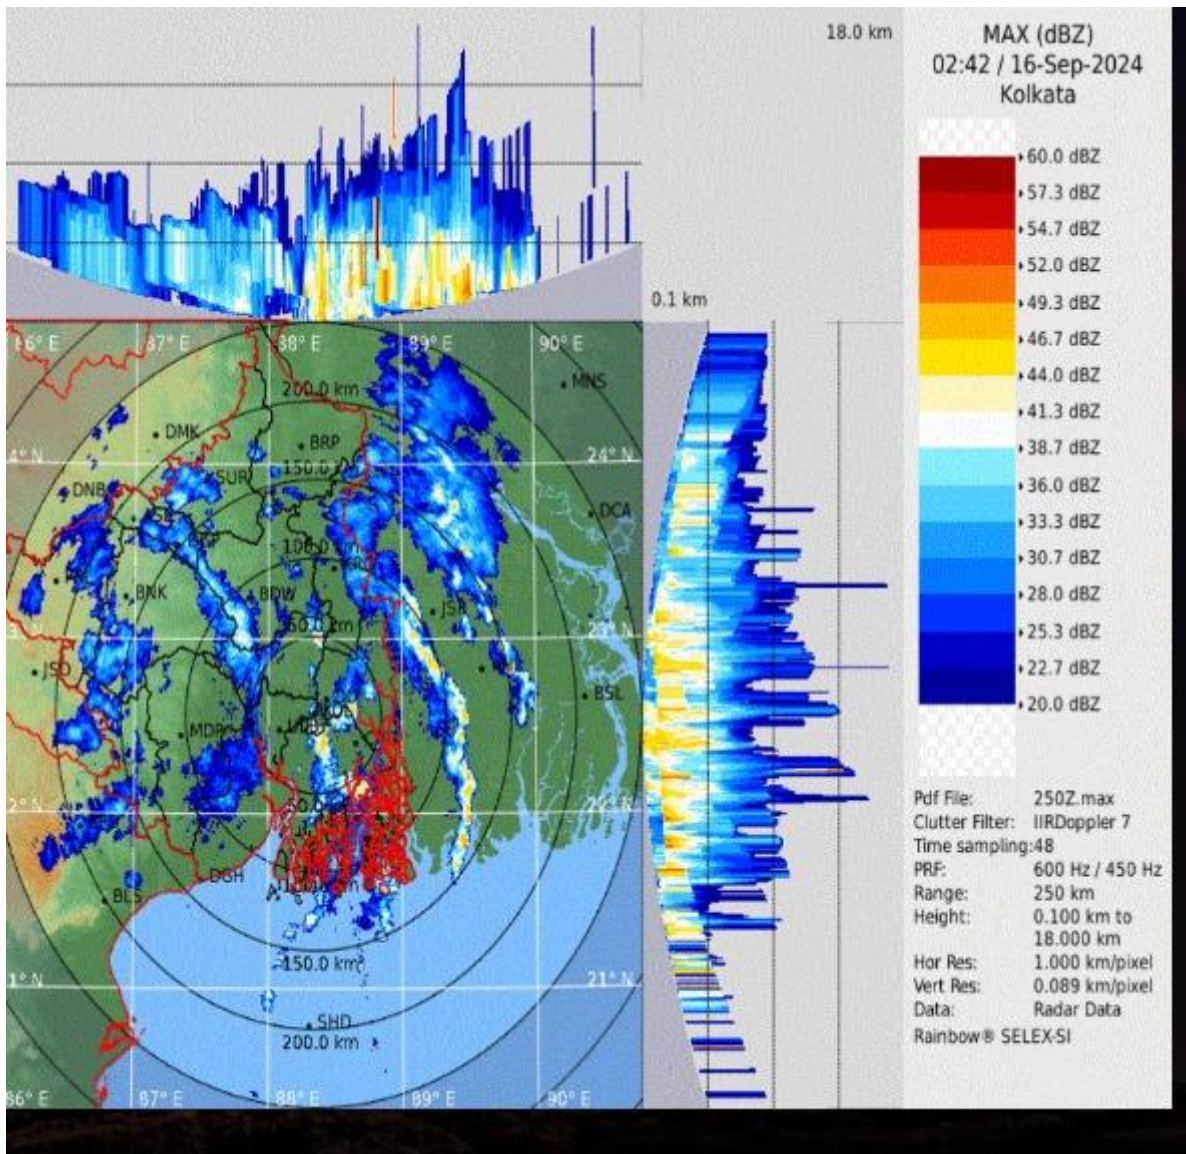 18.0 km
MAX (dBZ)
02:42 / 16-Sep-2024
Kolkata
60.0 dBZ
57.3 dBZ
54.7 dBZ
52.0 dBZ
49.3 dBZ
46.7 dBZ
44.0 dBZ
41.3 dBZ
38.7 dBZ
36.0 dBZ
33.3 dBZ
30.7 dBZ
28.0 dBZ
25.3 dBZ
22.7 dBZ
20.0 dBZ
0.1 km
87° E
88° E
89° E
90° E
MNS
200.0 km
DMK
BRP
24° N
150.0 km
SUR
DNB
DCA
100.0 km
BNK
BDW
50.0 km
JSD
BSL
MDP
DGH
BLS
150.0 km
21° N
SHD
200.0 km
87° E
88° E
89° E
90° E
Pdf File: 250Z.max
Clutter Filter: IIRDoppler 7
Time sampling:48
PRF: 600 Hz / 450 Hz
Range: 250 km
Height: 0.100 km to
18.000 km
Hor Res: 1.000 km/pixel
Vert Res: 0.089 km/pixel
Data: Radar Data
Rainbow® SELEX-SI